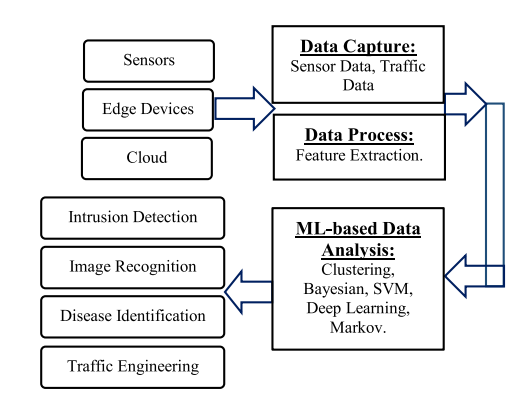 Sensors
Edge Devices
Cloud
Data Capture:
Sensor Data, Traffic
Data
Data Process:
Feature Extraction.
ML-based Data
Analysis:
Clustering,
Bayesian, SVM,
Deep Learning,
Markov.
Intrusion Detection
Image Recognition
Disease Identification
Traffic Engineering